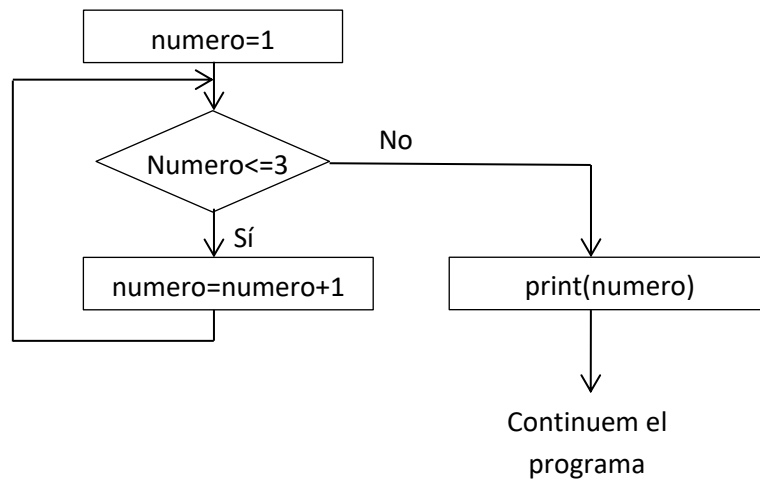 numero=1
Numero<=3
No
Sí
numero=numero+1
print(numero)
Continuem el
programa